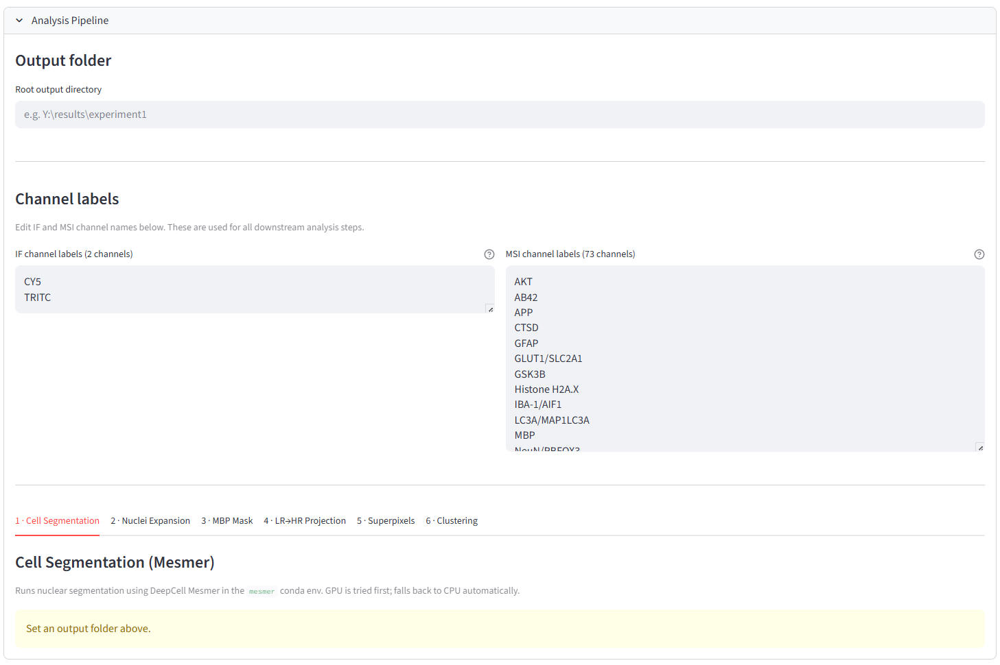 Analysis Pipeline
Output folder
Root output directory
e.g. Y:\results\experiment1
Channel labels
Edit IF and MSI channel names below. These are used for all downstream analysis steps.
IF channel labels (2 channels)
CY5
TRITC
MSI channel labels (73 channels)
AKT
AB42
APP
CTSD
GFAP
GLUT1/SLC2A1
GSK3B
Histone H2A.X
IBA-1/AIF1
LC3A/MAP1LC3A
MBP
NeuN/RBFOX3
1 · Cell Segmentation 2 · Nuclei Expansion 3 · MBP Mask 4 · LR→HR Projection 5 · Superpixels 6 · Clustering
Cell Segmentation (Mesmer)
Runs nuclear segmentation using DeepCell Mesmer in the mesmer conda env. GPU is tried first; falls back to CPU automatically.
Set an output folder above.